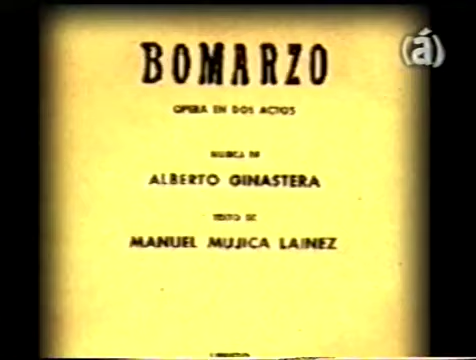 BOMARZO
(á)
OPERA EN DOS ACTOS
MUSICA DE
ALBERTO GINASTERA
TEXTO DE
MANUEL MUJICA LAINEZ